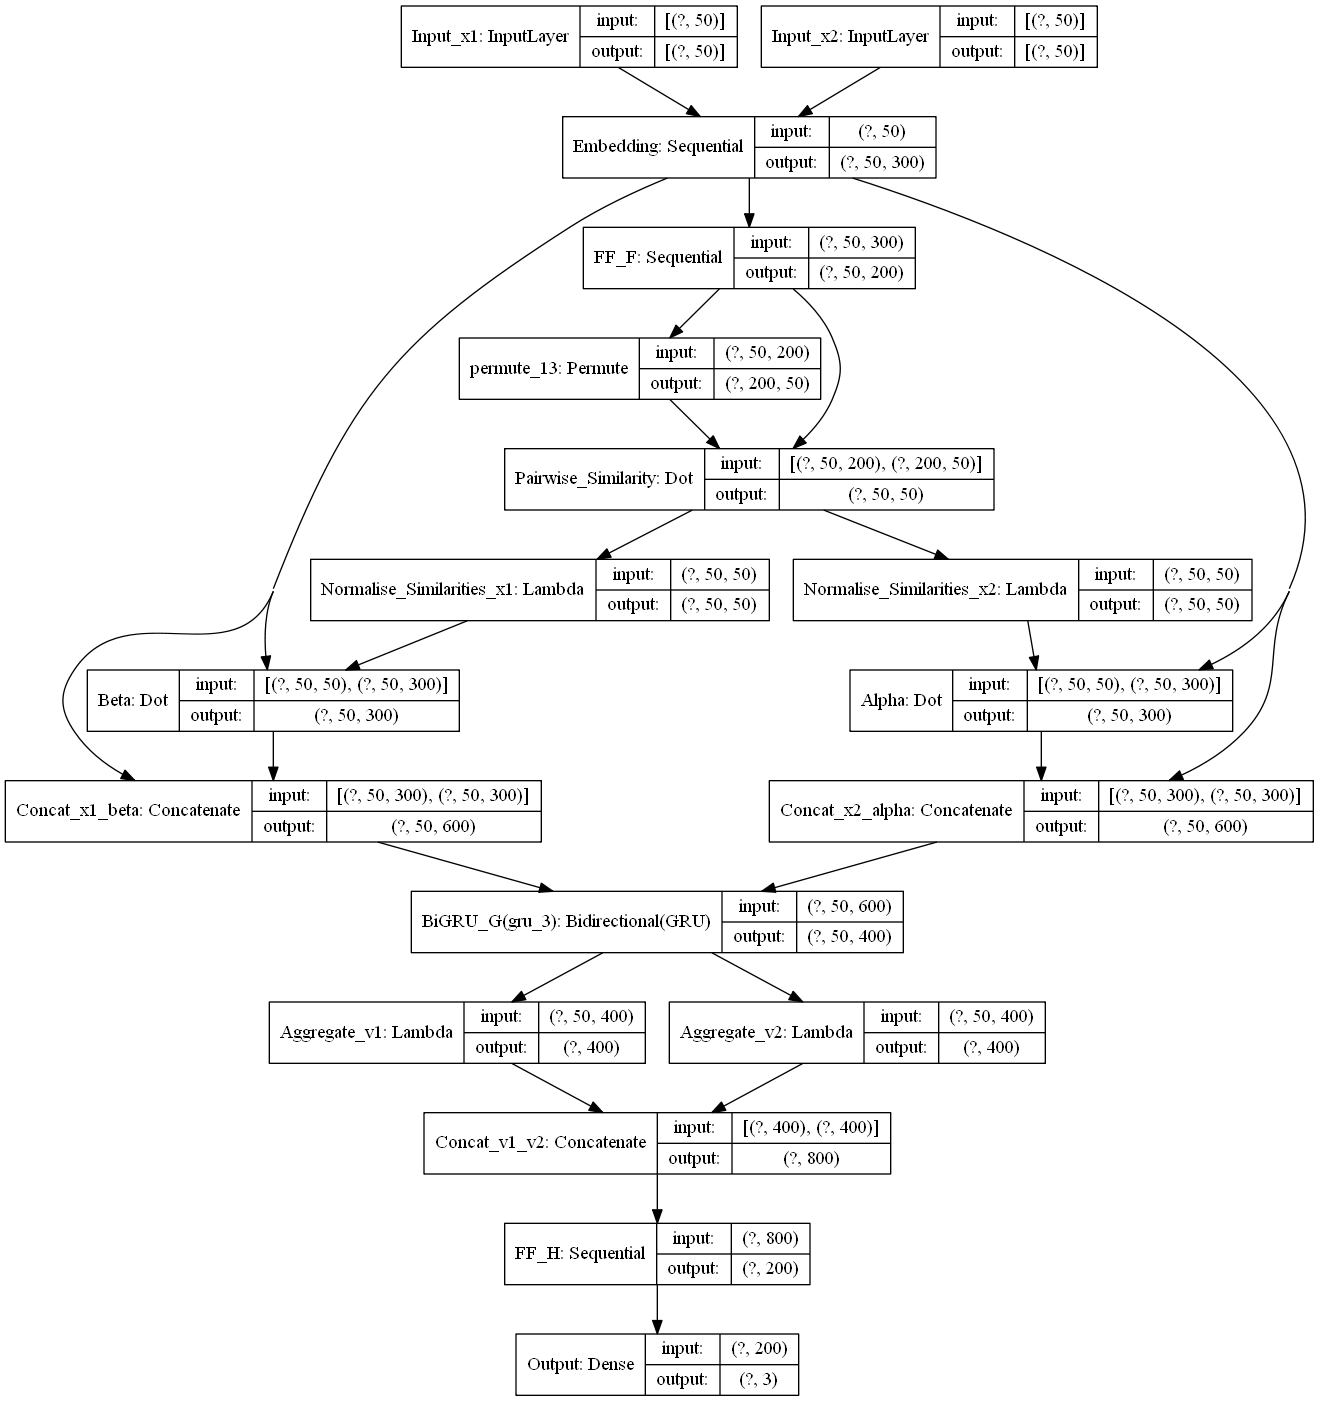 Input_x1: InputLayer
input: [(?, 50)]
output: [(?, 50)]
Input_x2: InputLayer
input: [(?, 50)]
output: [(?, 50)]
Embedding: Sequential
input: (?, 50)
output: (?, 50, 300)
FF_F: Sequential
input: (?, 50, 300)
output: (?, 50, 200)
permute_13: Permute
input: (?, 50, 200)
output: (?, 200, 50)
Pairwise_Similarity: Dot
input: [(?, 50, 200), (?, 200, 50)]
output: (?, 50, 50)
Normalise_Similarities_x1: Lambda
input: (?, 50, 50)
output: (?, 50, 50)
Normalise_Similarities_x2: Lambda
input: (?, 50, 50)
output: (?, 50, 50)
Beta: Dot
input: [(?, 50, 50), (?, 50, 300)]
output: (?, 50, 300)
Alpha: Dot
input: [(?, 50, 50), (?, 50, 300)]
output: (?, 50, 300)
Concat_x1_beta: Concatenate
input: [(?, 50, 300), (?, 50, 300)]
output: (?, 50, 600)
Concat_x2_alpha: Concatenate
input: [(?, 50, 300), (?, 50, 300)]
output: (?, 50, 600)
BiGRU_G(gru_3): Bidirectional(GRU)
input: (?, 50, 600)
output: (?, 50, 400)
Aggregate_v1: Lambda
input: (?, 50, 400)
output: (?, 400)
Aggregate_v2: Lambda
input: (?, 50, 400)
output: (?, 400)
Concat_v1_v2: Concatenate
input: [(?, 400), (?, 400)]
output: (?, 800)
FF_H: Sequential
input: (?, 800)
output: (?, 200)
Output: Dense
input: (?, 200)
output: (?, 3)